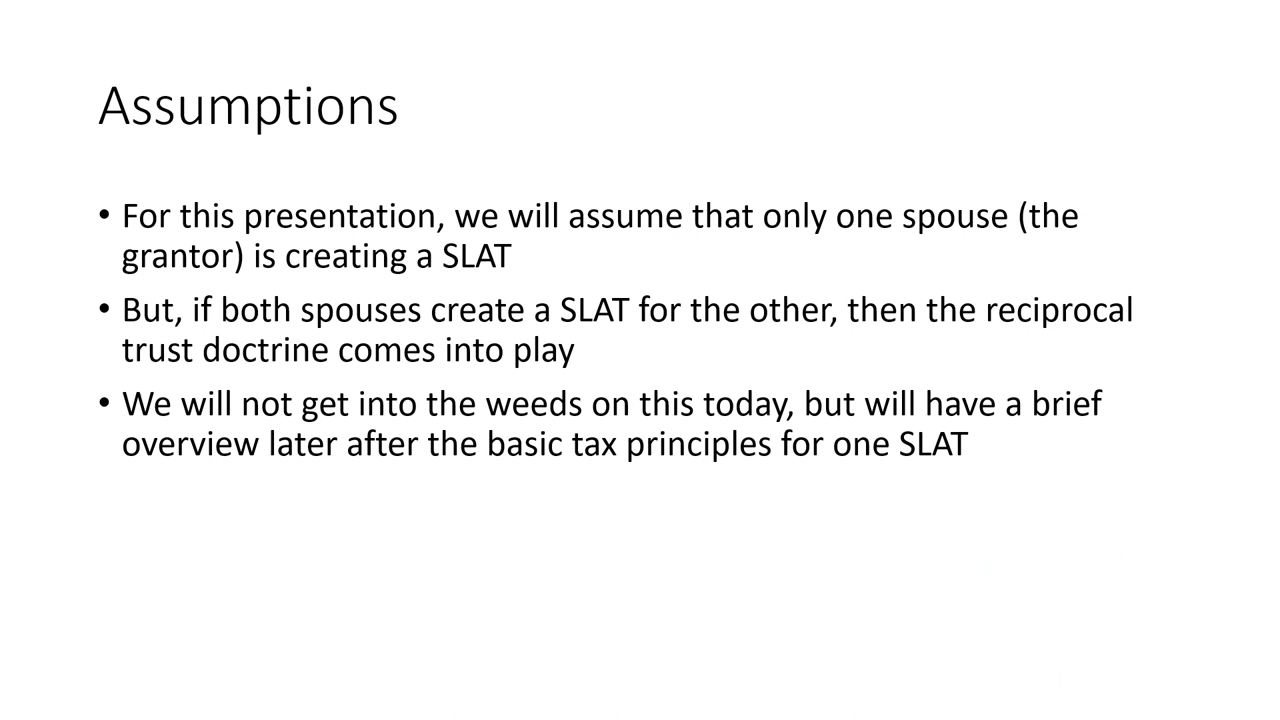 Assumptions
• For this presentation, we will assume that only one spouse (the
grantor) is creating a SLAT
• But, if both spouses create a SLAT for the other, then the reciprocal
trust doctrine comes into play
• We will not get into the weeds on this today, but will have a brief
overview later after the basic tax principles for one SLAT